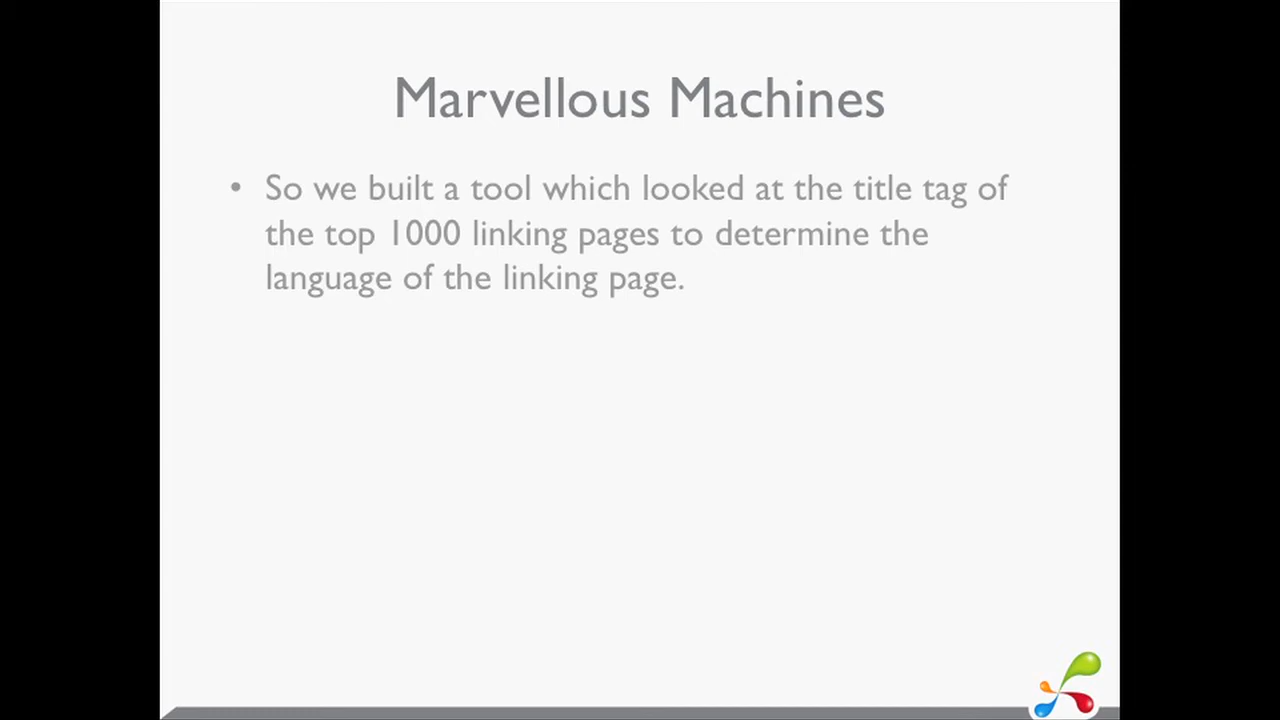 Marvellous Machines
• So we built a tool which looked at the title tag of
the top 1000 linking pages to determine the
language of the linking page.